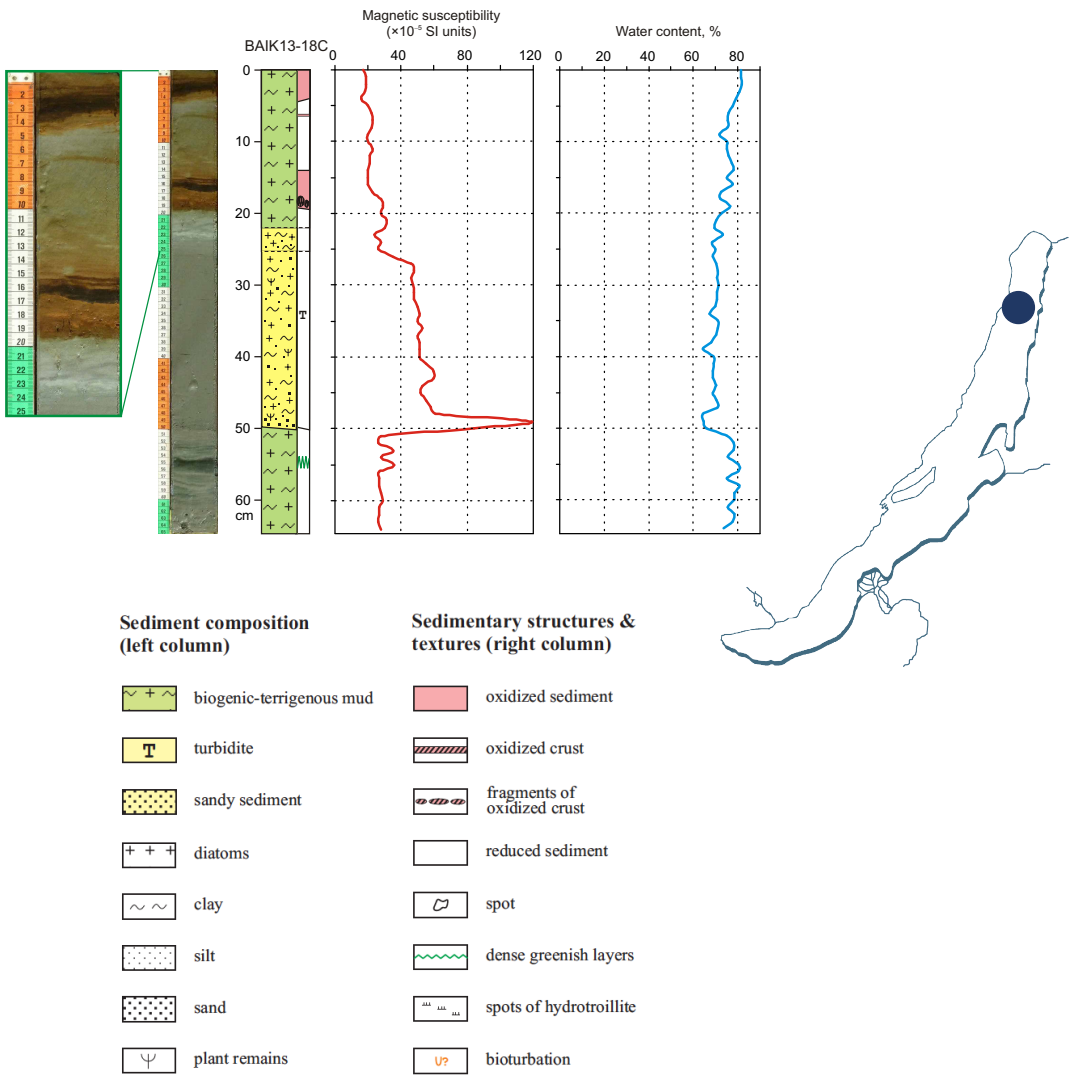 Magnetic susceptibility
(×10⁻⁵ SI units)
Water content, %
BAIK13-18C
0 40 80 120
0 20 40 60 80
0
10
20
30
40
50
60
cm
2
3
4
5
6
7
8
9
10
11
12
13
14
15
16
17
18
19
20
21
22
23
24
25
T
Sediment composition
(left column)
biogenic-terrigenous mud
T turbidite
sandy sediment
diatoms
clay
silt
sand
plant remains
Sedimentary structures &
textures (right column)
oxidized sediment
oxidized crust
fragments of
oxidized crust
reduced sediment
spot
dense greenish layers
spots of hydrotroillite
U? bioturbation